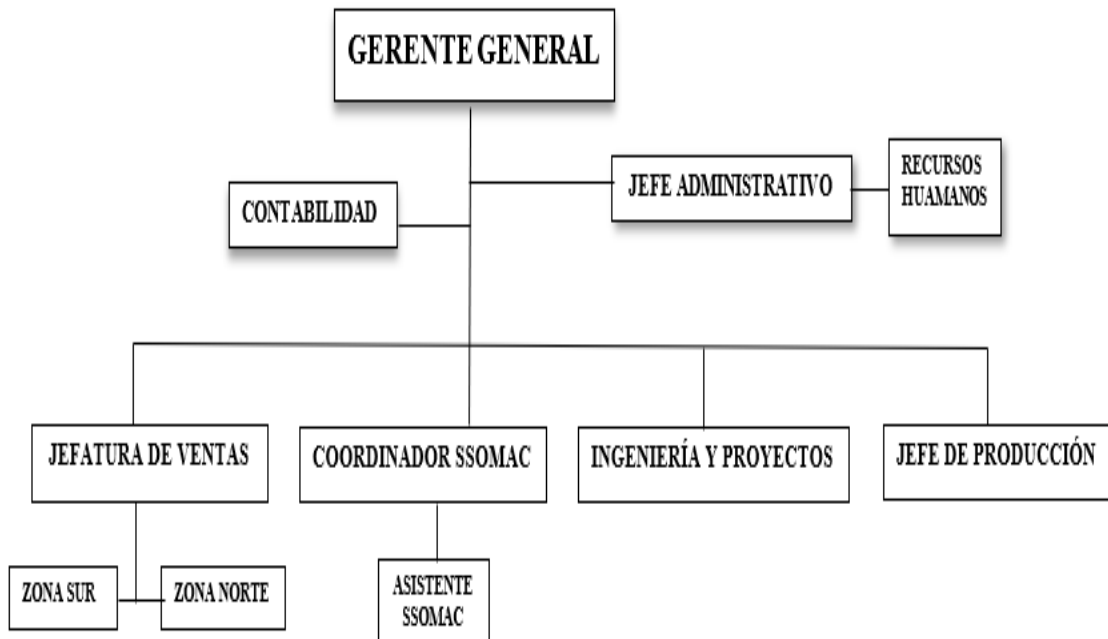 GERENTE GENERAL
CONTABILIDAD
JEFE ADMINISTRATIVO
RECURSOS
HUAMANOS
JEFATURA DE VENTAS
COORDINADOR SSOMAC
INGENIERÍA Y PROYECTOS
JEFE DE PRODUCCIÓN
ZONA SUR
ZONA NORTE
ASISTENTE
SSOMAC